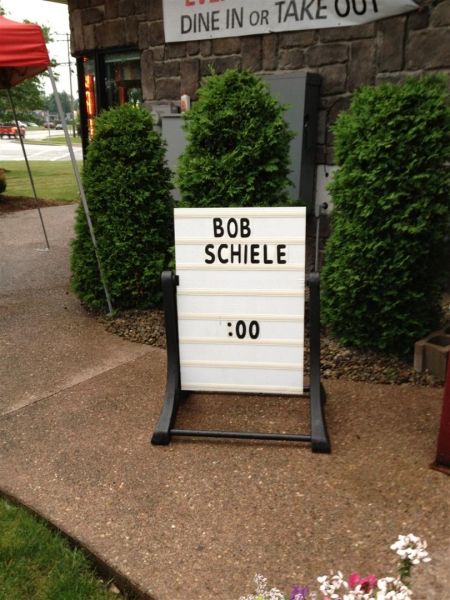 DINE IN OR TAKE OUT
BOB
SCHIELE
:00